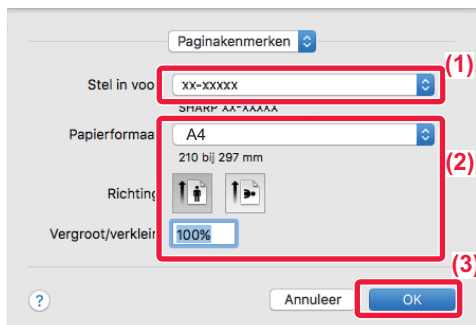 Paginakenmerken
(1)
Stel in voo xx-xxxxx
SHARP XX-XXXXX
Papierformaa A4
(2)
210 bij 297 mm
Richting
Vergroot/verklein 100%
(3)
? Annuleer OK